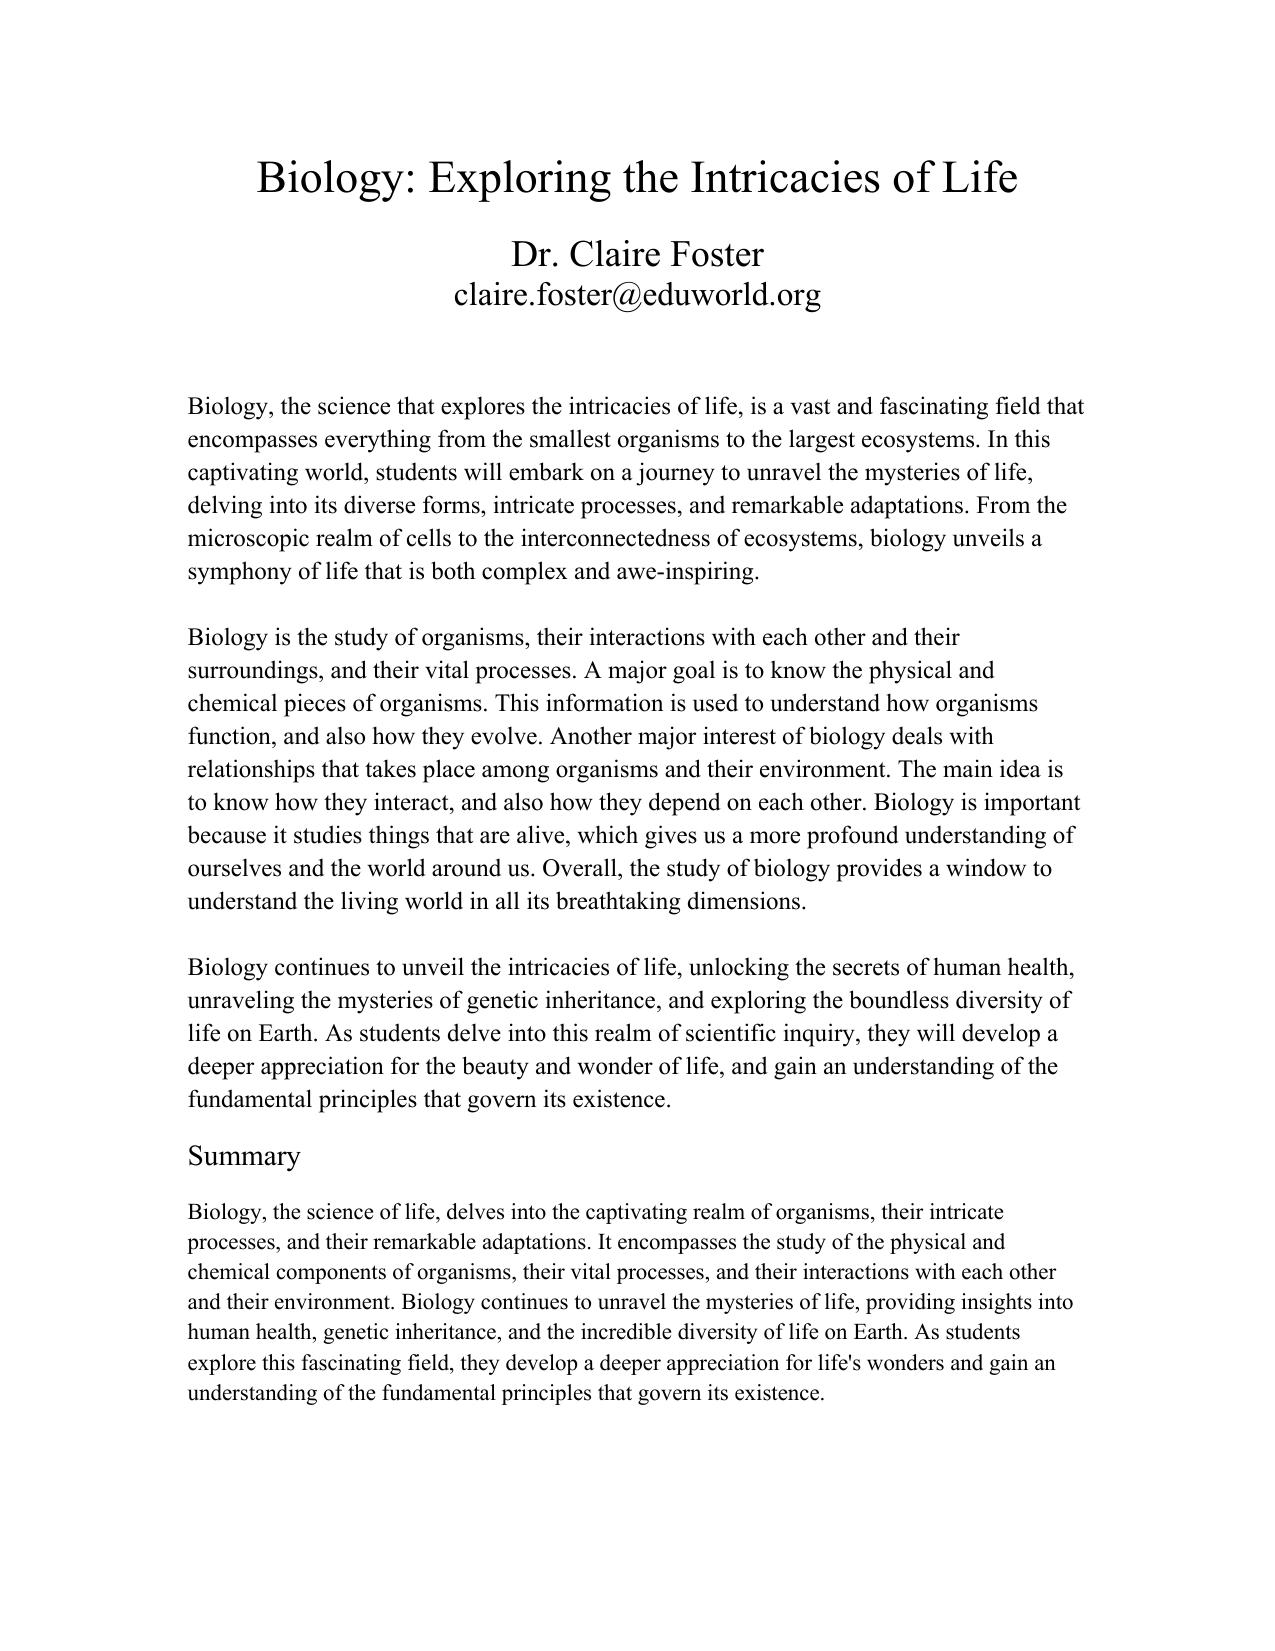 Biology: Exploring the Intricacies of Life
Dr. Claire Foster
claire.foster@eduworld.org
Biology, the science that explores the intricacies of life, is a vast and fascinating field that
encompasses everything from the smallest organisms to the largest ecosystems. In this
captivating world, students will embark on a journey to unravel the mysteries of life,
delving into its diverse forms, intricate processes, and remarkable adaptations. From the
microscopic realm of cells to the interconnectedness of ecosystems, biology unveils a
symphony of life that is both complex and awe-inspiring.
Biology is the study of organisms, their interactions with each other and their
surroundings, and their vital processes. A major goal is to know the physical and
chemical pieces of organisms. This information is used to understand how organisms
function, and also how they evolve. Another major interest of biology deals with
relationships that takes place among organisms and their environment. The main idea is
to know how they interact, and also how they depend on each other. Biology is important
because it studies things that are alive, which gives us a more profound understanding of
ourselves and the world around us. Overall, the study of biology provides a window to
understand the living world in all its breathtaking dimensions.
Biology continues to unveil the intricacies of life, unlocking the secrets of human health,
unraveling the mysteries of genetic inheritance, and exploring the boundless diversity of
life on Earth. As students delve into this realm of scientific inquiry, they will develop a
deeper appreciation for the beauty and wonder of life, and gain an understanding of the
fundamental principles that govern its existence.
Summary
Biology, the science of life, delves into the captivating realm of organisms, their intricate
processes, and their remarkable adaptations. It encompasses the study of the physical and
chemical components of organisms, their vital processes, and their interactions with each other
and their environment. Biology continues to unravel the mysteries of life, providing insights into
human health, genetic inheritance, and the incredible diversity of life on Earth. As students
explore this fascinating field, they develop a deeper appreciation for life's wonders and gain an
understanding of the fundamental principles that govern its existence.